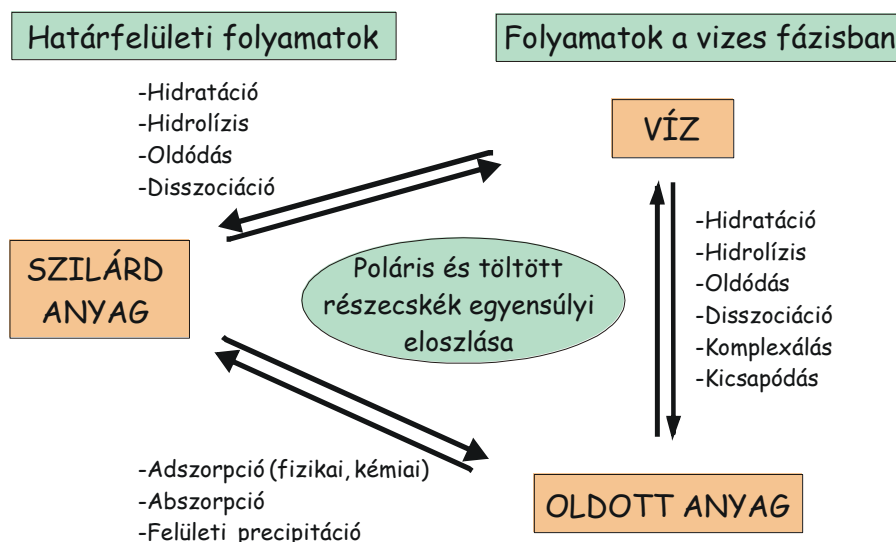 Határfelületi folyamatok
Folyamatok a vizes fázisban
-Hidratáció
-Hidrolízis
-Oldódás
-Disszociáció
VÍZ
SZILÁRD
ANYAG
Poláris és töltött
részecskék egyensúlyi
eloszlása
-Hidratáció
-Hidrolízis
-Oldódás
-Disszociáció
-Komplexálás
-Kicsapódás
-Adszorpció (fizikai, kémiai)
-Abszorpció
-Felületi precipitáció
OLDOTT ANYAG